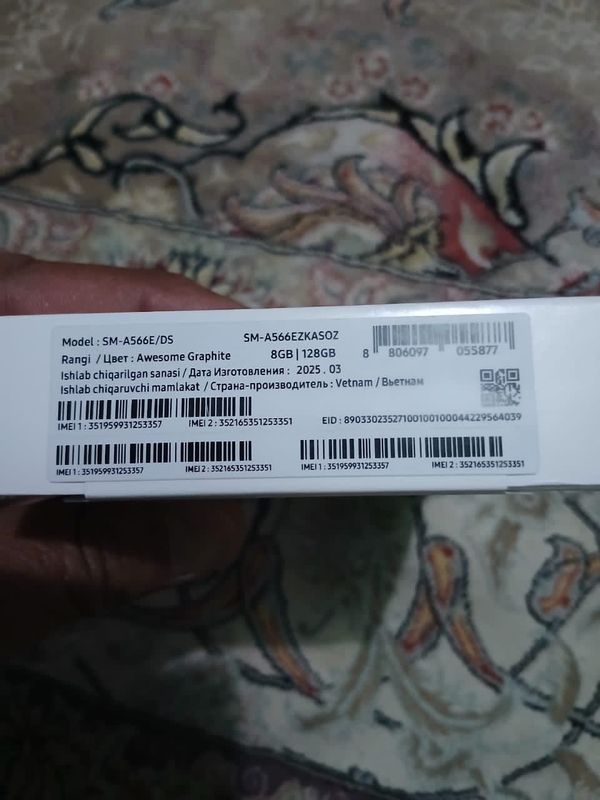 Model : SM-A566E/DS SM-A566EZKASOZ
Rangi / Цвет : Awesome Graphite 8GB | 128GB 8 806097 055877
Ishlab chiqarilgan sanasi / Дата Изготовления : 2025 . 03
Ishlab chiqaruvchi mamlakat / Страна-производитель : Vetnam / Вьетнам
IMEI 1 : 351959931253357 IMEI 2 : 352165351253351 EID : 89033023527100100100044229564039
IMEI 1 : 351959931253357 IMEI 2 : 352165351253351 IMEI 1 : 351959931253357 IMEI 2 : 352165351253351